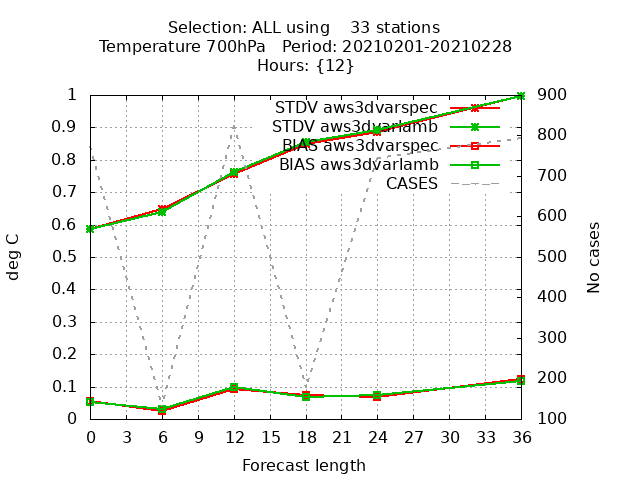 Selection: ALL using    33 stations
Temperature 700hPa   Period: 20210201-20210228
Hours: {12}
STDV aws3dvarspec
STDV aws3dvarlamb
BIAS aws3dvarspec
BIAS aws3dvarlamb
CASES
deg C
1
0.9
0.8
0.7
0.6
0.5
0.4
0.3
0.2
0.1
0
900
800
700
600
500
400
300
200
100
No cases
0 3 6 9 12 15 18 21 24 27 30 33 36
Forecast length